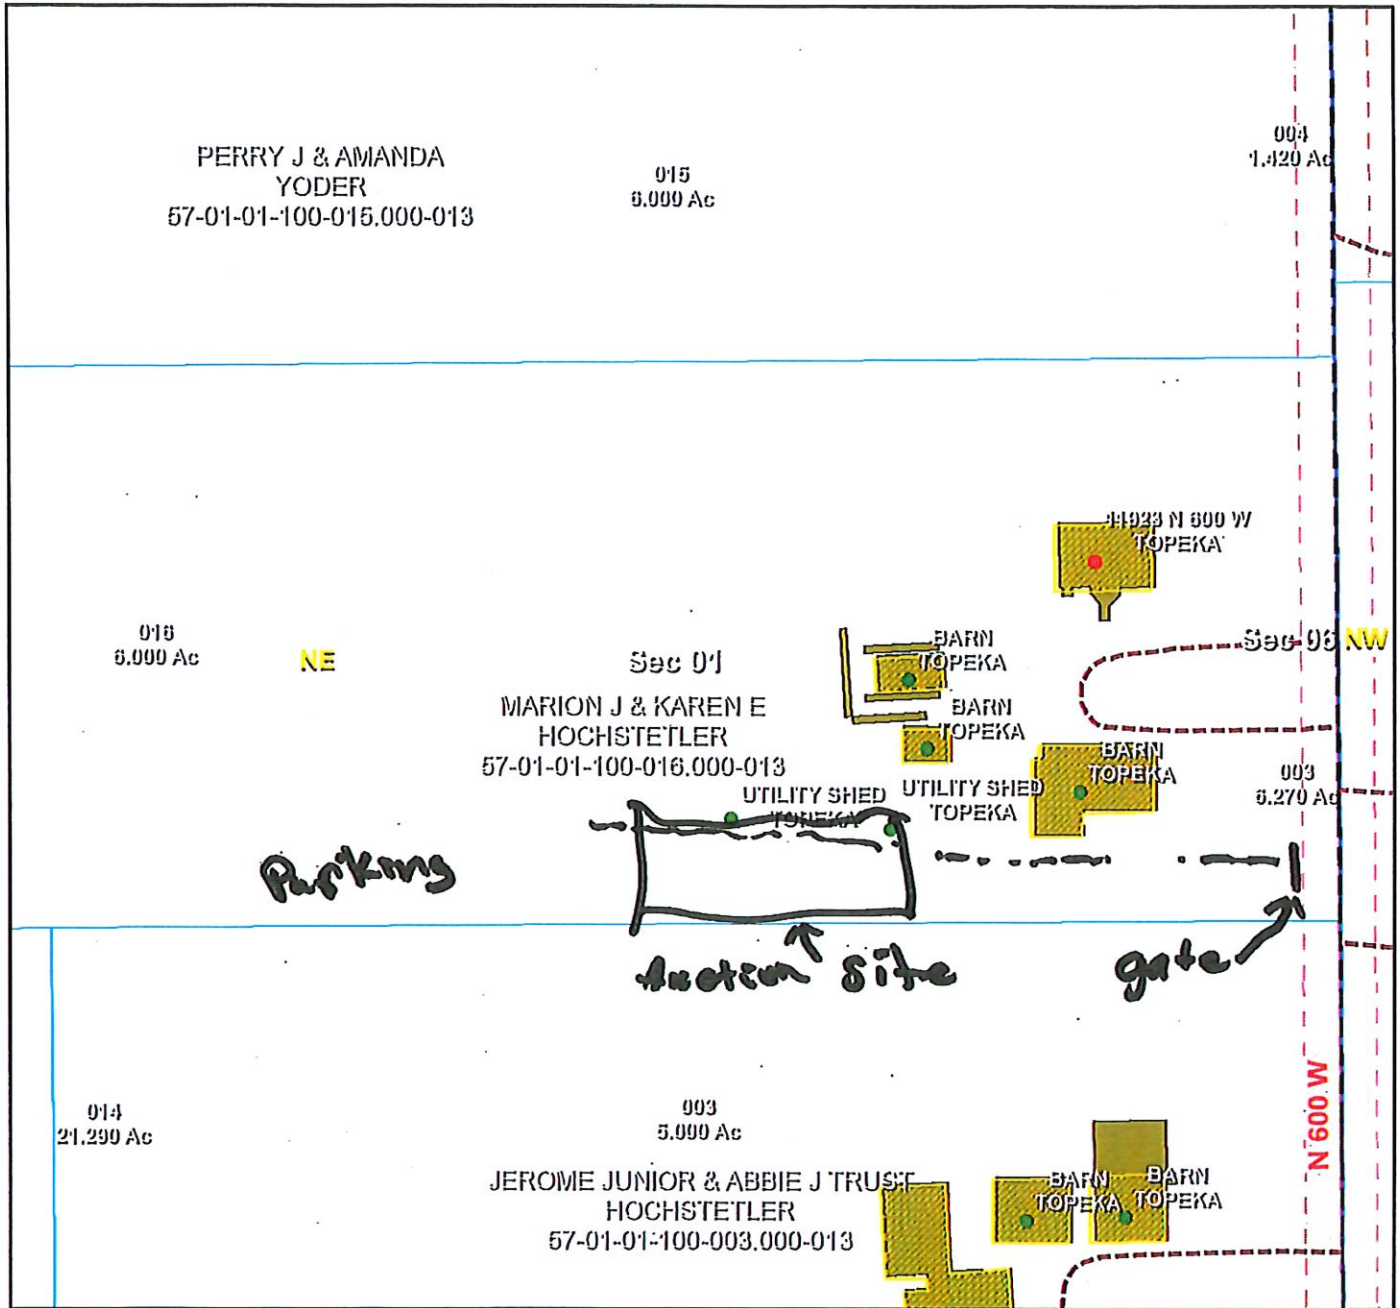 004
1.420 Ac
PERRY J & AMANDA
YODER
57-01-01-100-015.000-013
015
6.000 Ac
11923 N 600 W
TOPEKA
016
6.000 Ac
NE
Sec 01
BARN
TOPEKA
Sec 06 NW
MARION J & KAREN E
HOCHSTETLER
57-01-01-100-016.000-013
BARN
TOPEKA
BARN
TOPEKA
003
6.270 Ac
UTILITY SHED
TOPEKA
UTILITY SHED
TOPEKA
Parking
Auction Site
gate
N 600 W
014
21.290 Ac
003
5.000 Ac
JEROME JUNIOR & ABBIE J TRUST
HOCHSTETLER
57-01-01-100-003.000-013
BARN
TOPEKA
BARN
TOPEKA